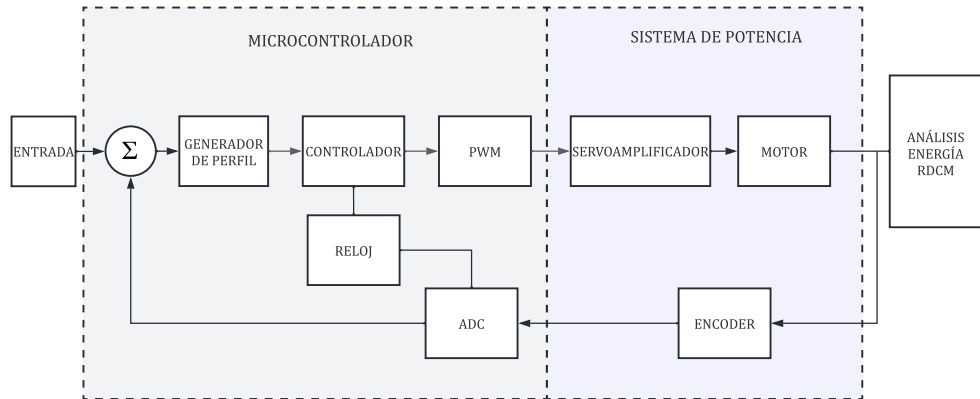 MICROCONTROLADOR
SISTEMA DE POTENCIA
ENTRADA
Σ
GENERADOR
DE PERFIL
CONTROLADOR
PWM
SERVOAMPLIFICADOR
MOTOR
ANÁLISIS
ENERGÍA
RDCM
RELOJ
ADC
ENCODER